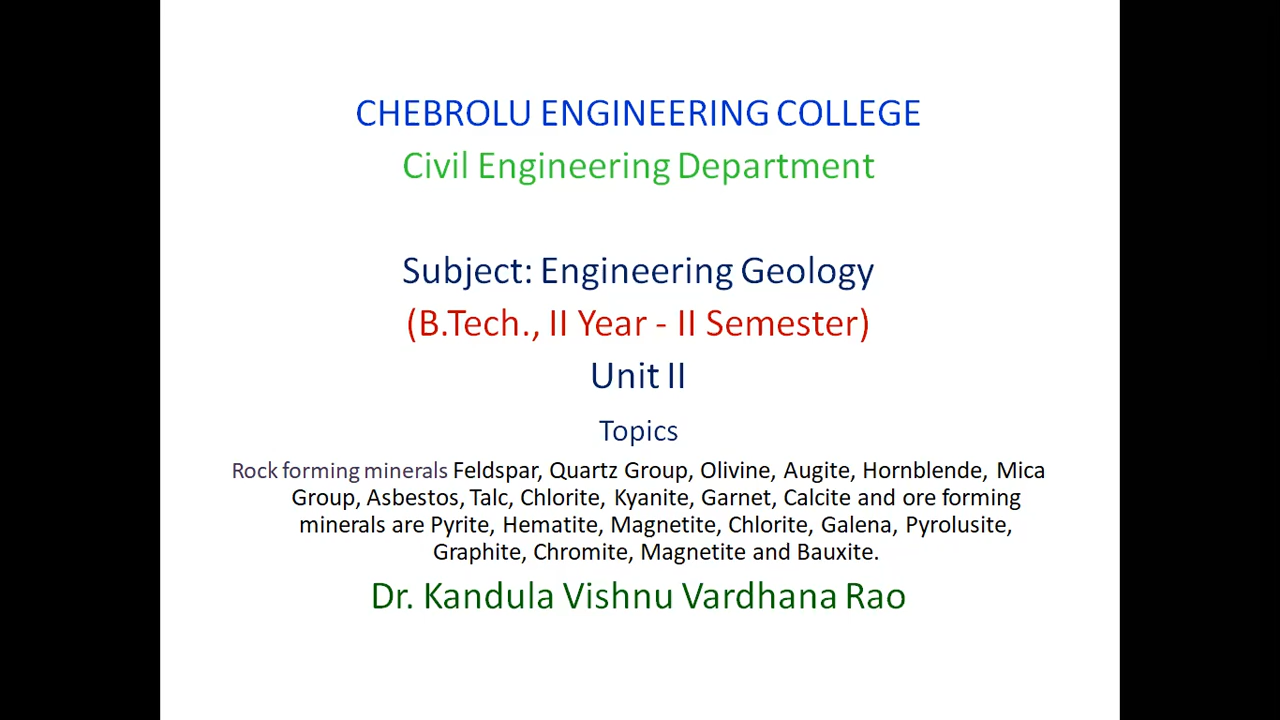 CHEBROLU ENGINEERING COLLEGE
Civil Engineering Department
Subject: Engineering Geology
(B.Tech., II Year - II Semester)
Unit II
Topics
Rock forming minerals Feldspar, Quartz Group, Olivine, Augite, Hornblende, Mica
Group, Asbestos, Talc, Chlorite, Kyanite, Garnet, Calcite and ore forming
minerals are Pyrite, Hematite, Magnetite, Chlorite, Galena, Pyrolusite,
Graphite, Chromite, Magnetite and Bauxite.
Dr. Kandula Vishnu Vardhana Rao